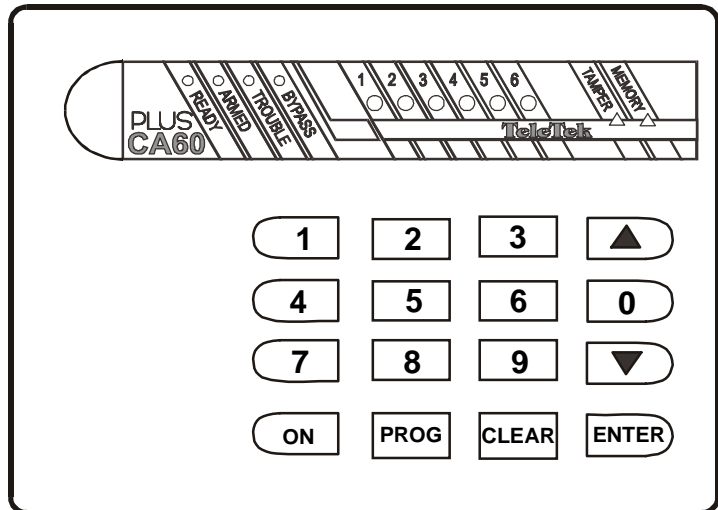 PLUS
CA60
READY
ARMED
TROUBLE
BYPASS
1 2 3 4 5 6
TAMPER
MEMORY
TeleTek
1 2 3 ▲
4 5 6 0
7 8 9 ▼
ON PROG CLEAR ENTER